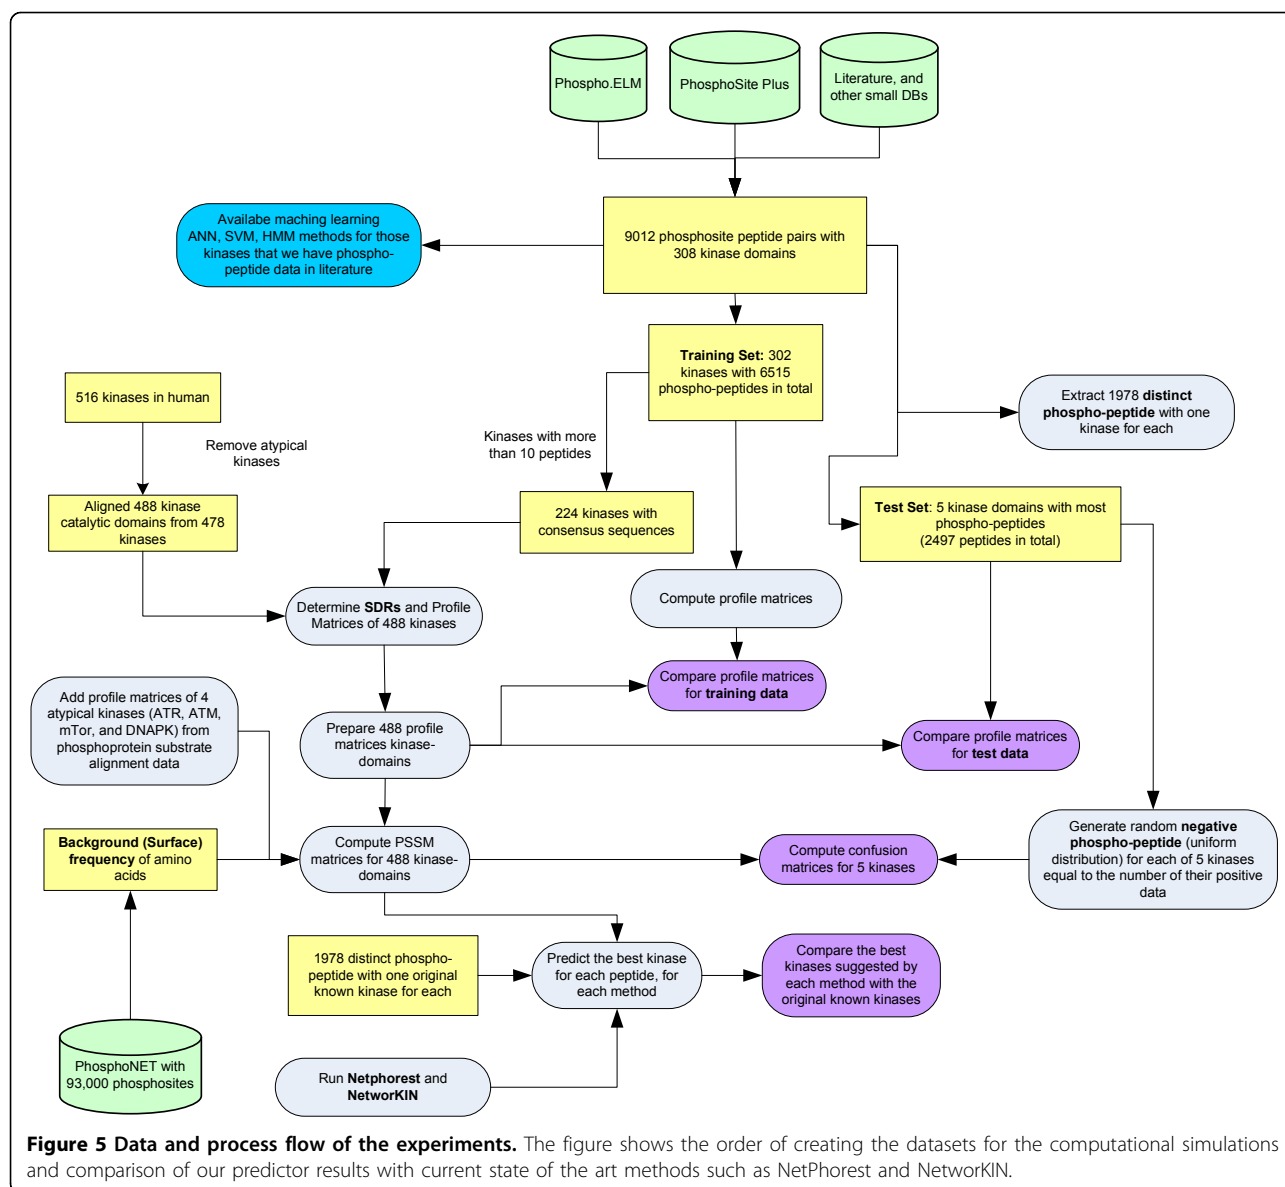 Phospho.ELM
PhosphoSite Plus
Literature, and
other small DBs
Availabe maching learning
ANN, SVM, HMM methods for those
kinases that we have phospho-
peptide data in literature
9012 phosphosite peptide pairs with
308 kinase domains
Training Set: 302
kinases with 6515
phospho-peptides in total
516 kinases in human
Extract 1978 distinct
phospho-peptide with one
kinase for each
Remove atypical
kinases
Kinases with more
than 10 peptides
Aligned 488 kinase
catalytic domains from 478
kinases
224 kinases with
consensus sequences
Test Set: 5 kinase domains with most
phospho-peptides
(2497 peptides in total)
Determine SDRs and Profile
Matrices of 488 kinases
Compute profile matrices
Compare profile matrices
for training data
Add profile matrices of 4
atypical kinases (ATR, ATM,
mTor, and DNAPK) from
phosphoprotein substrate
alignment data
Prepare 488 profile
matrices kinase-
domains
Compare profile matrices
for test data
Background (Surface)
frequency of amino
acids
Compute PSSM
matrices for 488 kinase-
domains
Compute confusion
matrices for 5 kinases
Generate random negative
phospho-peptide (uniform
distribution) for each of 5 kinases
equal to the number of their positive
data
1978 distinct phospho-
peptide with one original
known kinase for each
Predict the best kinase
for each peptide, for
each method
Compare the best
kinases suggested by
each method with the
original known kinases
PhosphoNET with
93,000 phosphosites
Run Netphorest and
NetworKIN
Figure 5 Data and process flow of the experiments. The figure shows the order of creating the datasets for the computational simulations
and comparison of our predictor results with current state of the art methods such as NetPhorest and NetworKIN.